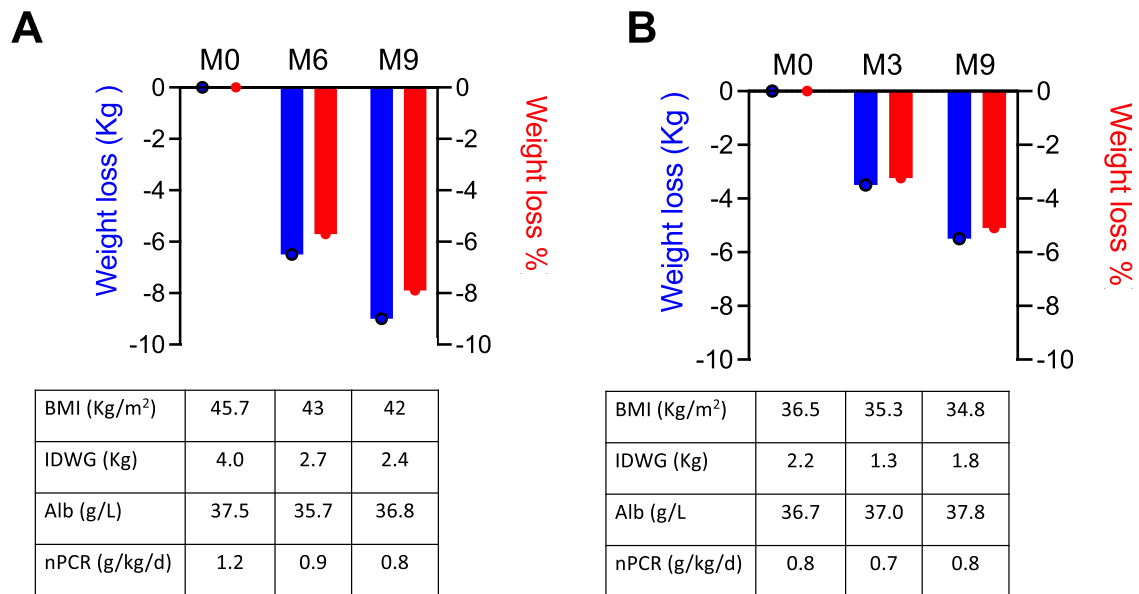 A
M0 M6 M9
0
-2
-4
-6
-8
-10
Weight loss (Kg )
0
-2
-4
-6
-8
-10
Weight loss %)
BMI (Kg/m²) 45.7 43 42
IDWG (Kg) 4.0 2.7 2.4
Alb (g/L) 37.5 35.7 36.8
nPCR (g/kg/d) 1.2 0.9 0.8
B
M0 M3 M9
0
-2
-4
-6
-8
-10
Weight loss (Kg )
0
-2
-4
-6
-8
-10
Weight loss %)
BMI (Kg/m²) 36.5 35.3 34.8
IDWG (Kg) 2.2 1.3 1.8
Alb (g/L 36.7 37.0 37.8
nPCR (g/kg/d) 0.8 0.7 0.8